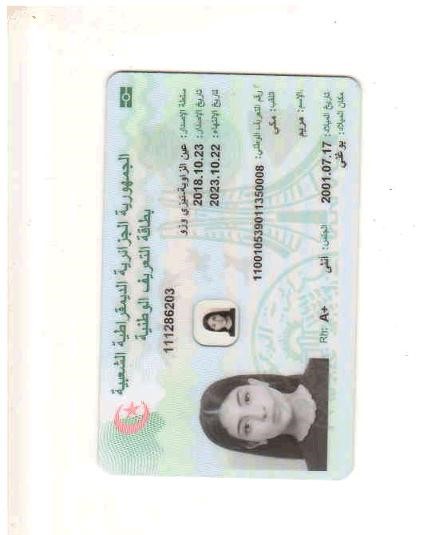 الجمهورية الجزائرية الديمقراطية الشعبية
بطاقة التعريف الوطنية
111286203
سلطة الإصدار: عين الزاوية-تيزي وزو
تاريخ الإصدار: 2018.10.23
تاريخ الإنتهاء: 2023.10.22
رقم التعريف الوطني: 110010539011350008
اللقب: مكي
الإسم: مريم
Rh: A+ الجنس: أنثى
تاريخ الميلاد: 2001.07.17
مكان الميلاد: بوغني